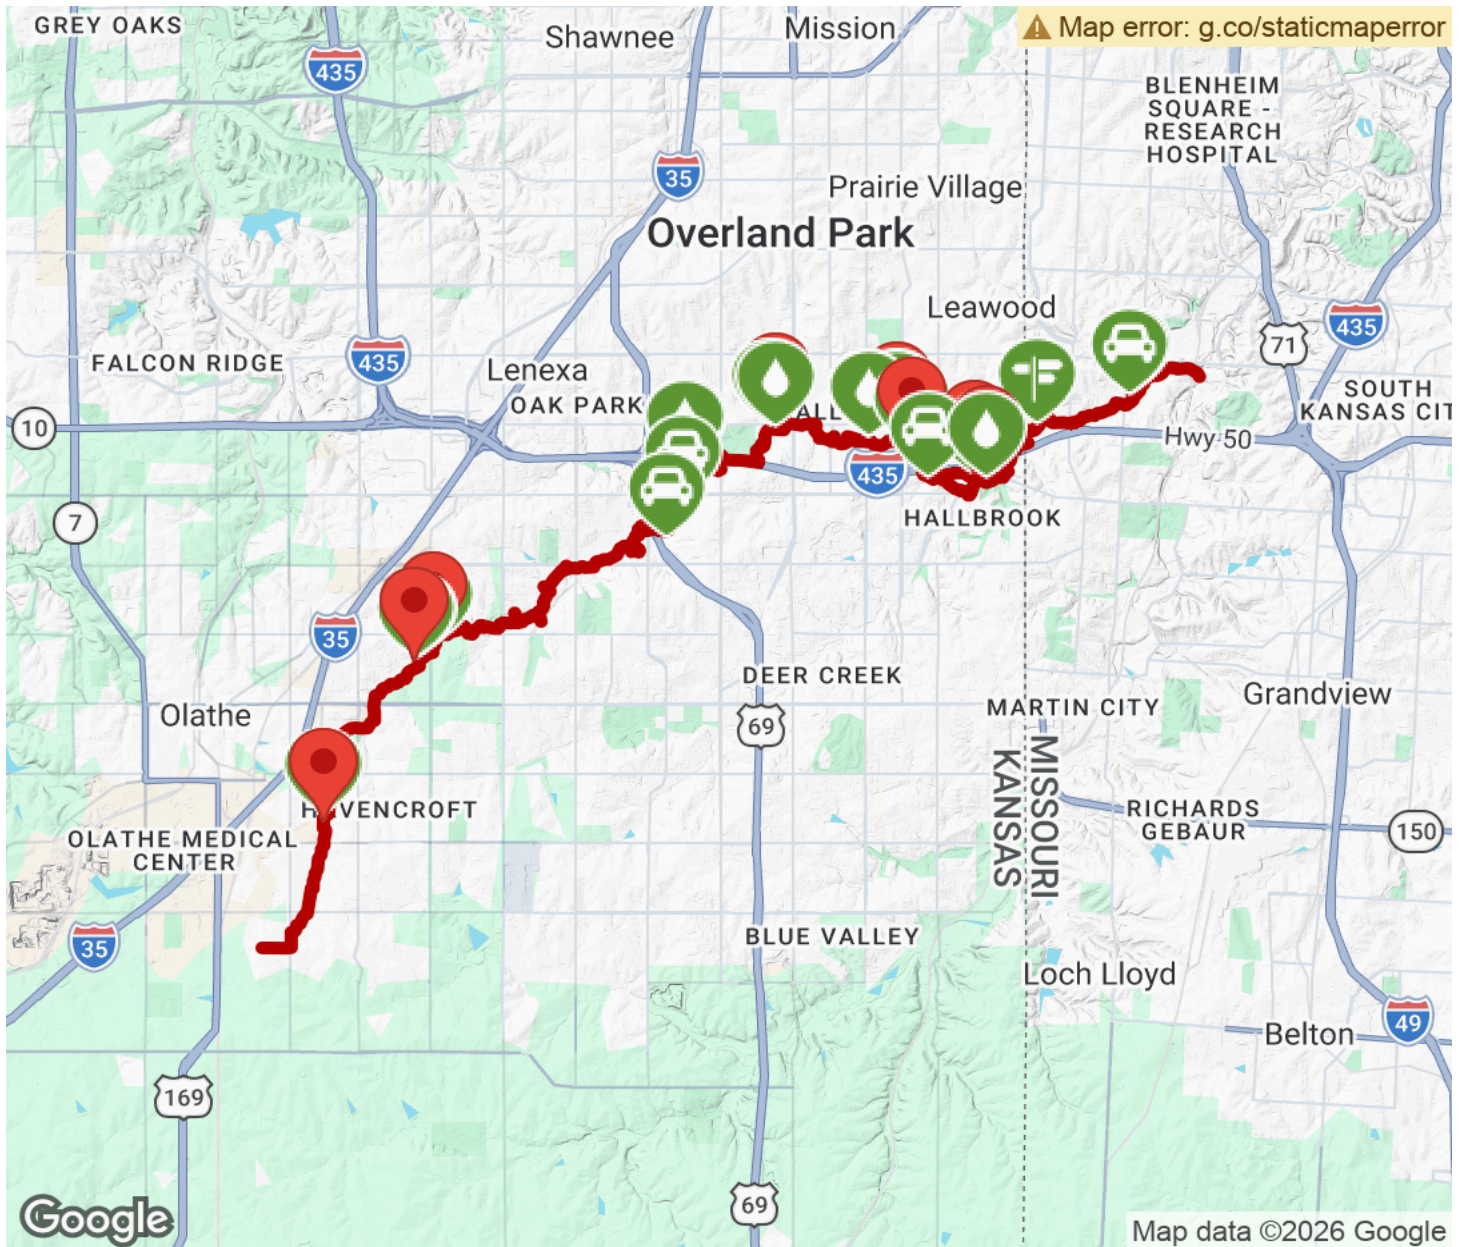 GREY OAKS
Shawnee
Mission
Map error: g.co/staticmaperror
435
BLENHEIM
SQUARE -
RESEARCH
HOSPITAL
35
Prairie Village
Overland Park
Leawood
435
71
FALCON RIDGE
435
Lenexa
OAK PARK
ALL
SOUTH
KANSAS CIT
10
Hwy 50
435
7
HALLBROOK
35
DEER CREEK
Olathe
69
MARTIN CITY
Grandview
MISSOURI
KANSAS
HAVENCROFT
OLATHE MEDICAL
CENTER
RICHARDS
GEBAUR
150
35
BLUE VALLEY
Loch Lloyd
Belton
49
169
69
Google
Map data ©2026 Google